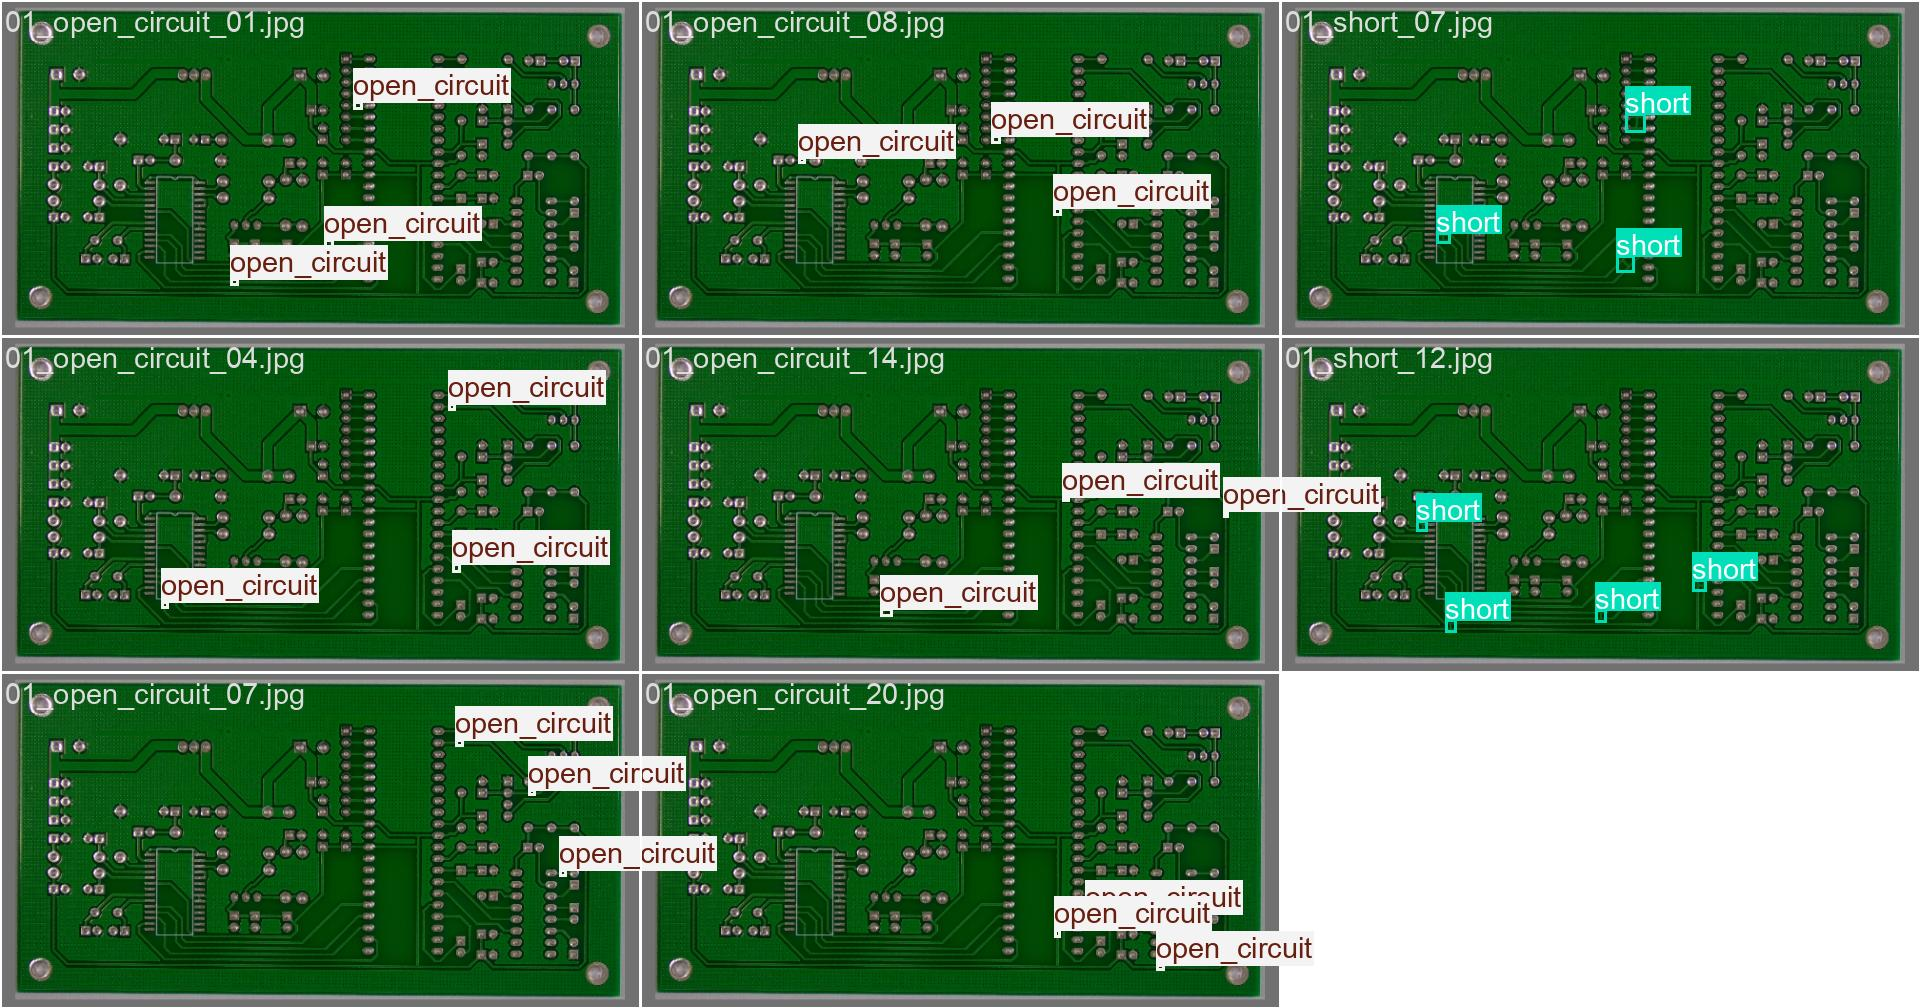 01_open_circuit_01.jpg
open_circuit
open_circuit
open_circuit
01_open_circuit_08.jpg
open_circuit
open_circuit
open_circuit
01_short_07.jpg
short
short
short
01_open_circuit_04.jpg
open_circuit
open_circuit
open_circuit
01_open_circuit_14.jpg
open_circuit
open_circuit
open_circuit
01_short_12.jpg
short
short
short
short
01_open_circuit_07.jpg
open_circuit
open_circuit
open_circuit
01_open_circuit_20.jpg
open_circuit
open_circuit
open_circuit